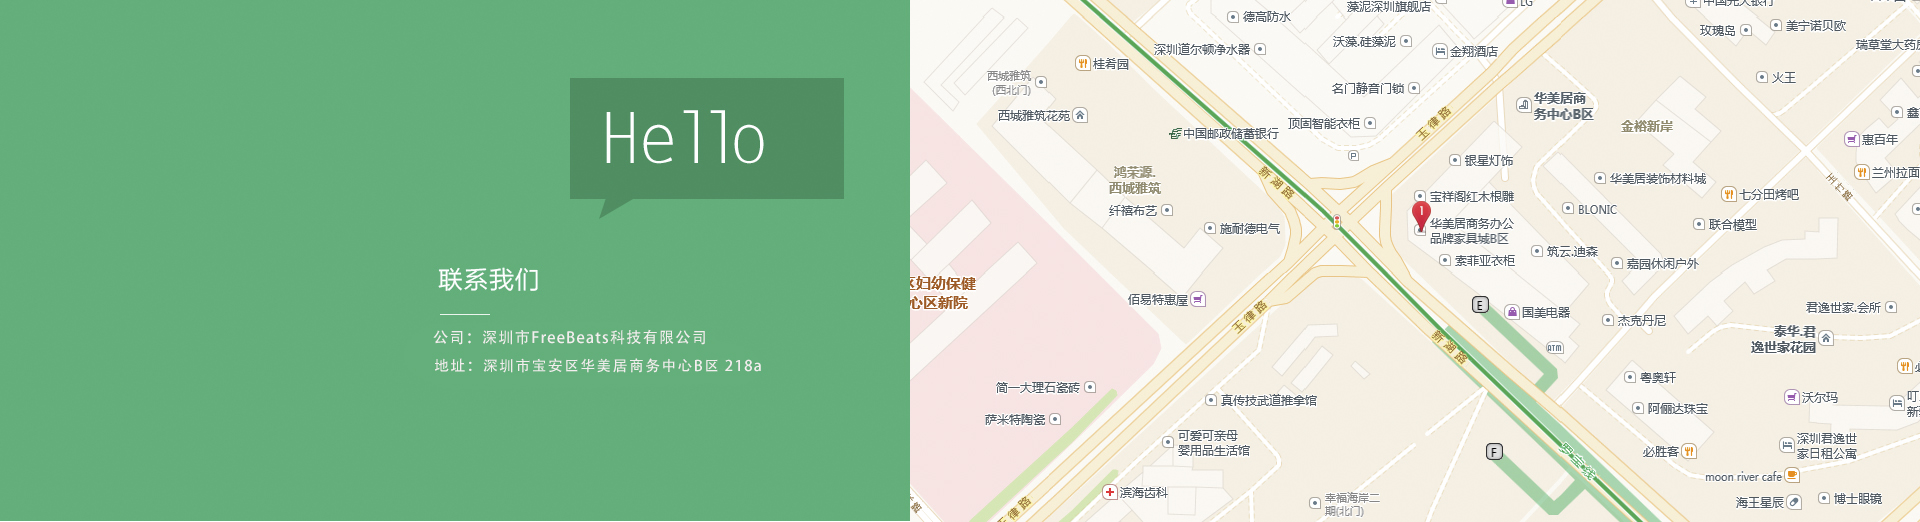 Hello
联系我们
公司：深圳市FreeBeats科技有限公司
地址：深圳市宝安区华美居商务中心B区 218a
德高防水
藻泥深圳旗舰店
LG
玫瑰岛
美宁诺贝欧
深圳道尔顿净水器
沃藻.硅藻泥
金翔酒店
瑞草堂大药房
桂肴园
西城雅筑
(西北门)
火王
名门静音门锁
华美居商
务中心B区
西城雅筑花苑
中国邮政储蓄银行
顶固智能衣柜
玉律路
金裕新岸
鑫
惠百年
P
银星灯饰
鸿荣源.
西城雅筑
新湖路
华美居装饰材料城
兰州拉面
宝祥阁红木根雕
七分田烤吧
纤禧布艺
1
BLONIC
施耐德电气
华美居商务办公
品牌家具城B区
联合模型
筑云.迪森
索菲亚衣柜
嘉园休闲户外
区妇幼保健
心区新院
佰易特惠屋
E
国美电器
君逸世家.会所
玉律路
杰克丹尼
新湖路
泰华.君
逸世家花园
ATM
简一大理石瓷砖
粤奥轩
真传技武道推拿馆
沃尔玛
阿俪达珠宝
萨米特陶瓷
可爱可亲母
婴用品生活馆
F
罗宝线
必胜客
深圳君逸世
家日租公寓
moon river cafe
滨海齿科
幸福海岸二
期(北门)
海王星辰
博士眼镜
玉律路